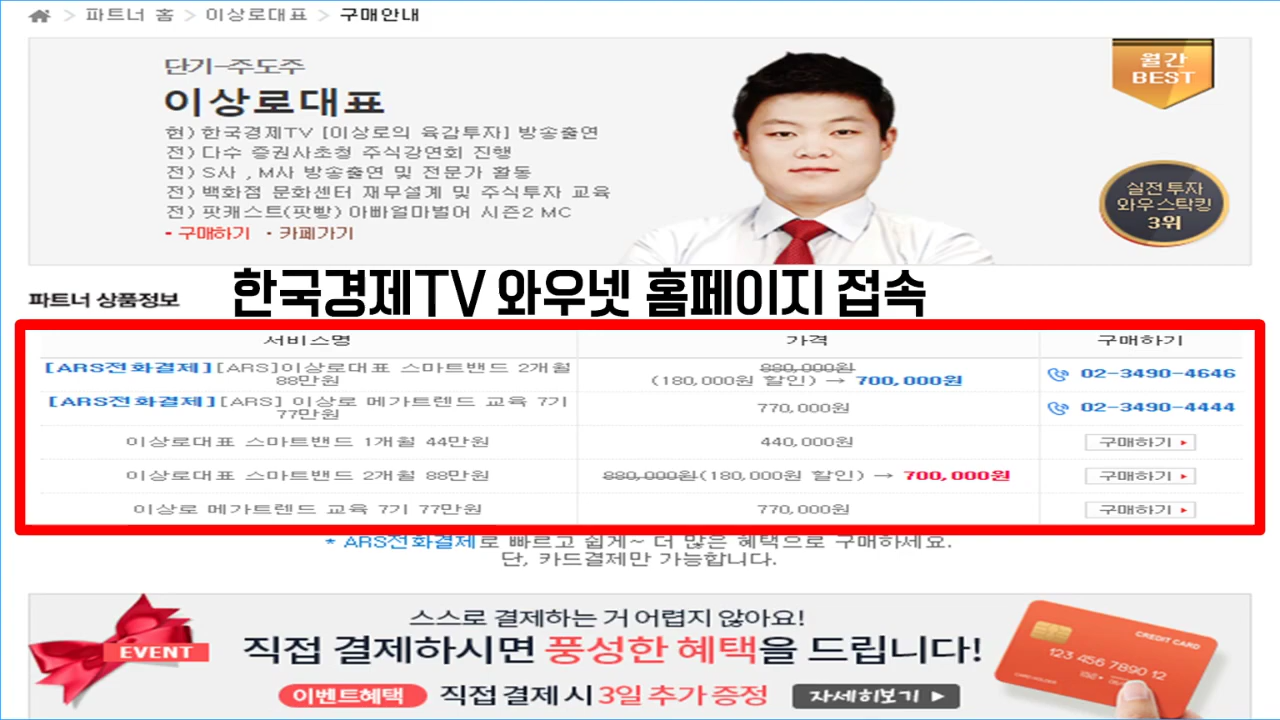 파트너 홈 > 이상로대표 > 구매안내
단기-주도주
이상로대표
현) 한국경제TV [이상로의 육감투자] 방송출연
전) 다수 증권사초청 주식강연회 진행
전) S사 , M사 방송출연 및 전문가 활동
전) 백화점 문화센터 재무설계 및 주식투자 교육
전) 팟캐스트(팟빵) 아빠얼마벌어 시즌2 MC
- 구매하기 · 카페가기
월간
BEST
실전 투자
와우 스탁킹
3위
파트너 상품정보
한국경제TV 와우넷 홈페이지 접속
서비스명 가격 구매하기
[ARS전화결제][ARS]이상로대표 스마트밴드 2개월
88만원
880,000원
(180,000원 할인) → 700,000원
02-3490-4646
[ARS전화결제][ARS] 이상로 메가트렌드 교육 7기
77만원
770,000원
02-3490-4444
이상로대표 스마트밴드 1개월 44만원 440,000원 구매하기
이상로대표 스마트밴드 2개월 88만원 880,000원(180,000원 할인) → 700,000원 구매하기
이상로 메가트렌드 교육 7기 77만원 770,000원 구매하기
* ARS전화결제로 빠르고 쉽게~ 더 많은 혜택으로 구매하세요.
단, 카드결제만 가능합니다.
EVENT
스스로 결제하는 거 어렵지 않아요!
직접 결제하시면 풍성한 혜택을 드립니다!
이벤트혜택 직접 결제 시 3일 추가 증정 자세히보기 ▶
CREDIT CARD
123 456 7890 12